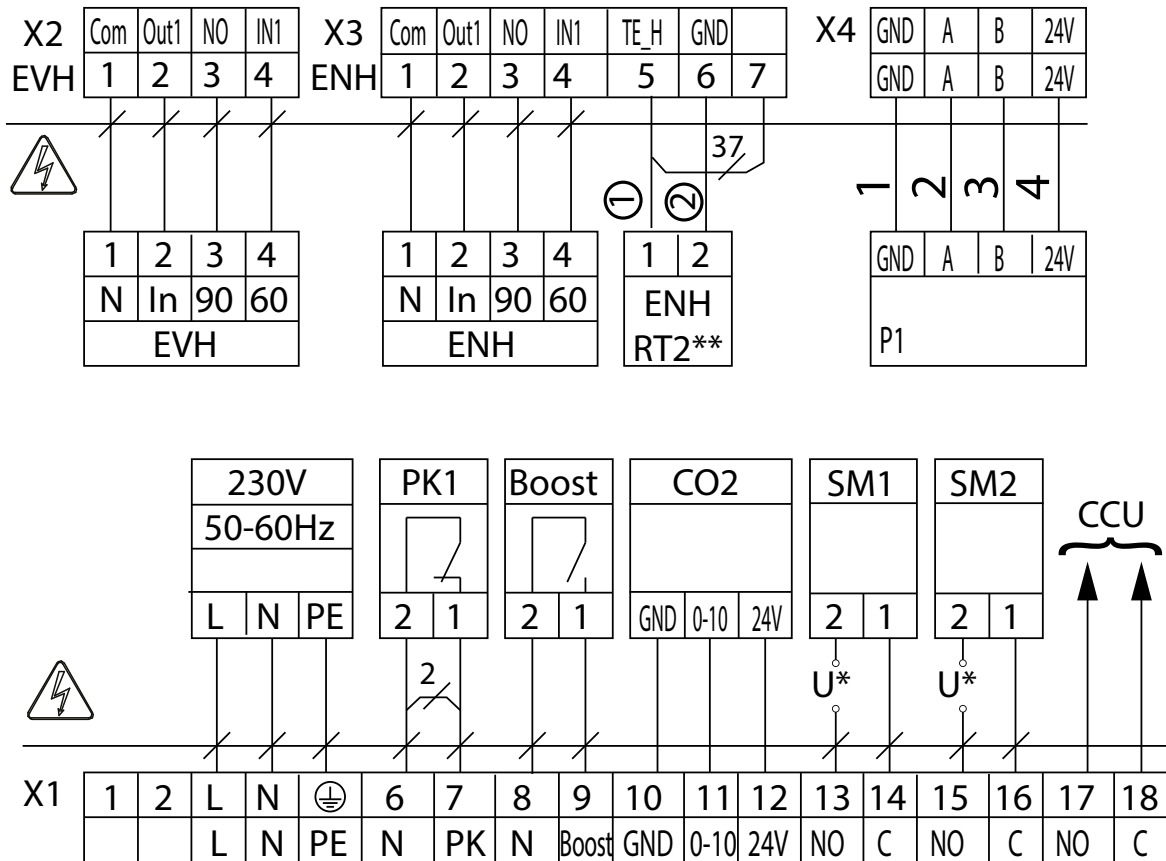 X2 Com Out1 NO IN1 X3 Com Out1 NO IN1 TE_H GND X4 GND A B 24V
EVH 1 2 3 4 ENH 1 2 3 4 5 6 7 GND A B 24V
37
1 2 1 2 3 4
1 2 3 4 1 2 3 4 1 2 GND A B 24V
N In 90 60 N In 90 60 ENH
EVH ENH RT2** P1
230V PK1 Boost CO2 SM1 SM2
50-60Hz CCU
L N PE 2 1 2 1 GND 0-10 24V 2 1 2 1
2 U* U*
X1 1 2 L N 6 7 8 9 10 11 12 13 14 15 16 17 18
L N PE N PK N Boost GND 0-10 24V NO C NO C NO C